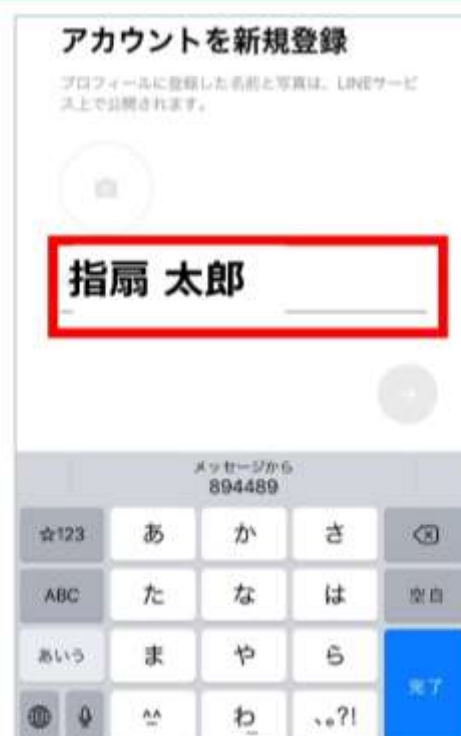 アカウントを新規登録
プロフィールに登録した名前と写真は、LINEサービ
ス上で公開されます。
指扇 太郎
メッセージから
894489
☆123 あ か さ
ABC た な は 空白
あいう ま や ら 完了
^^ わ 、。?!